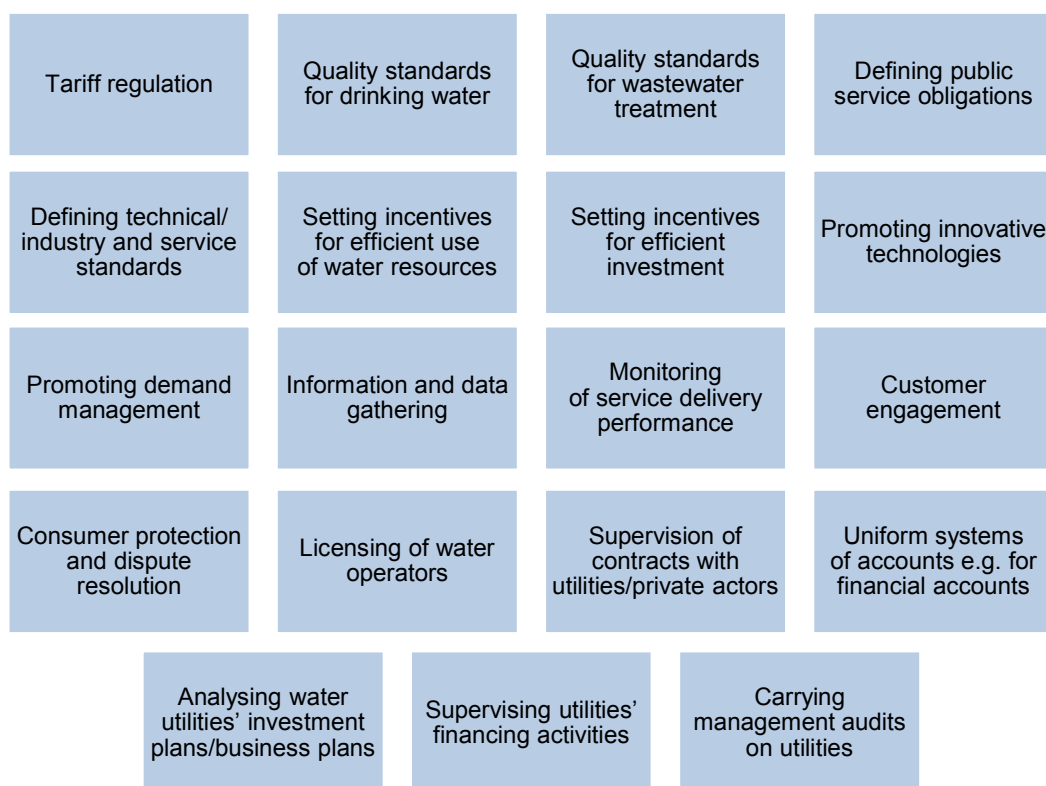 Tariff regulation
Quality standards
for drinking water
Quality standards
for wastewater
treatment
Defining public
service obligations
Defining technical/
industry and service
standards
Setting incentives
for efficient use
of water resources
Setting incentives
for efficient
investment
Promoting innovative
technologies
Promoting demand
management
Information and data
gathering
Monitoring
of service delivery
performance
Customer
engagement
Consumer protection
and dispute
resolution
Licensing of water
operators
Supervision of
contracts with
utilities/private actors
Uniform systems
of accounts e.g. for
financial accounts
Analysing water
utilities’ investment
plans/business plans
Supervising utilities’
financing activities
Carrying
management audits
on utilities